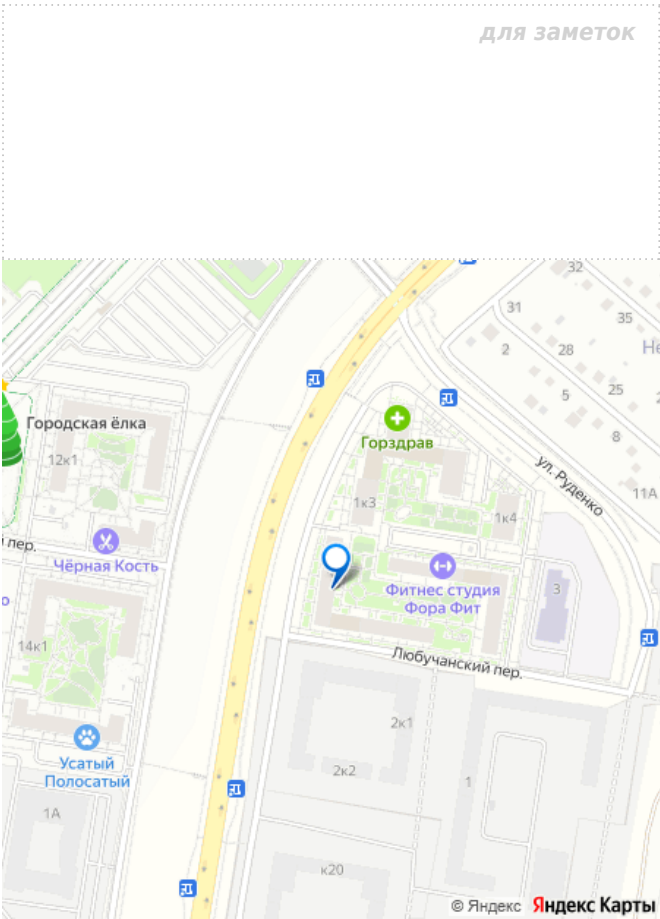 для заметок
32
31
35
2
28
5
25
8
11А
Городская ёлка
12к1
Горздрав
ул. Руденко
1к3
1к4
пер.
Чёрная Кость
Фитнес студия
Фора Фит
3
14к1
Любучанский пер.
2к1
Усатый
Полосатый
2к2
1
1А
к20
© Яндекс Яндекс Карты